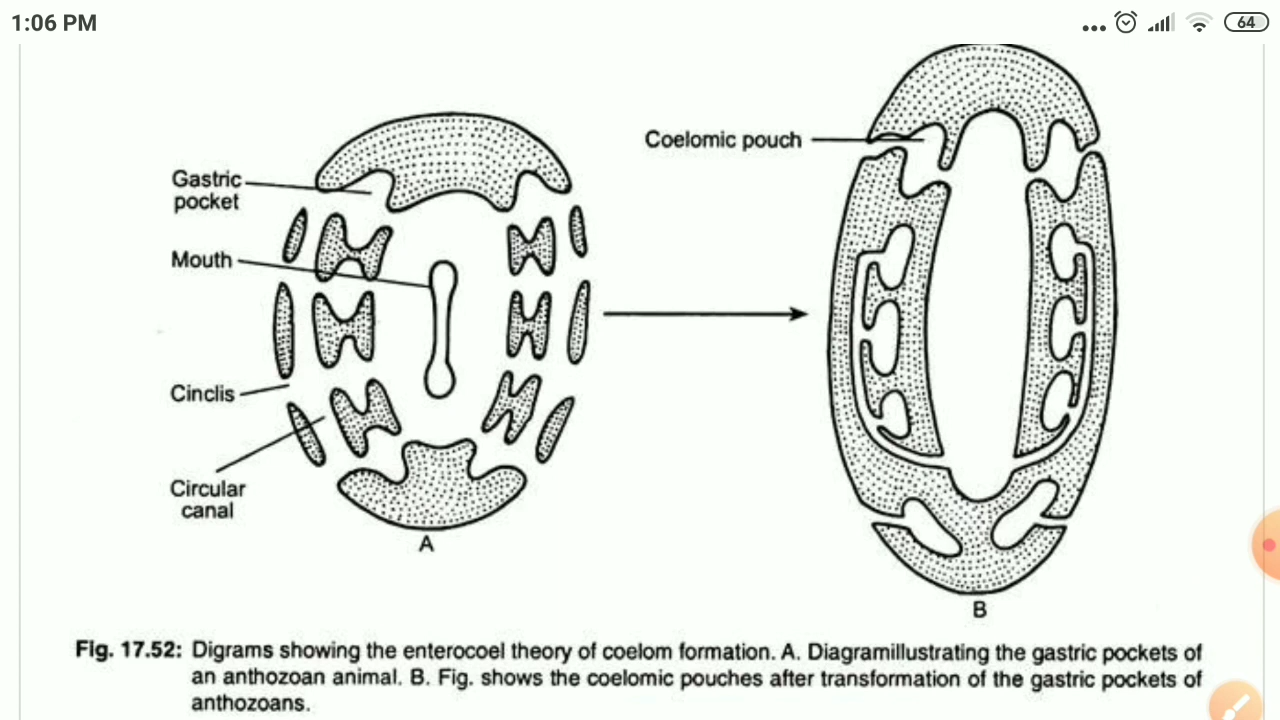 1:06 PM
64
Gastric
pocket
Mouth
Cinclis
Circular
canal
A
Coelomic pouch
B
Fig. 17.52: Digrams showing the enterocoel theory of coelom formation. A. Diagramillustrating the gastric pockets of
an anthozoan animal. B. Fig. shows the coelomic pouches after transformation of the gastric pockets of
anthozoans.